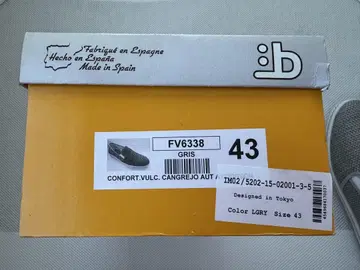 Fabriqué en Espagne
Hecho en España
Made in Spain
b
FV6338
GRIS
43
CONFORT.VULC. CANGREJO AUT
IM02/5202-15-02001-3-5
Designed in Tokyo
Color LGRY Size 43